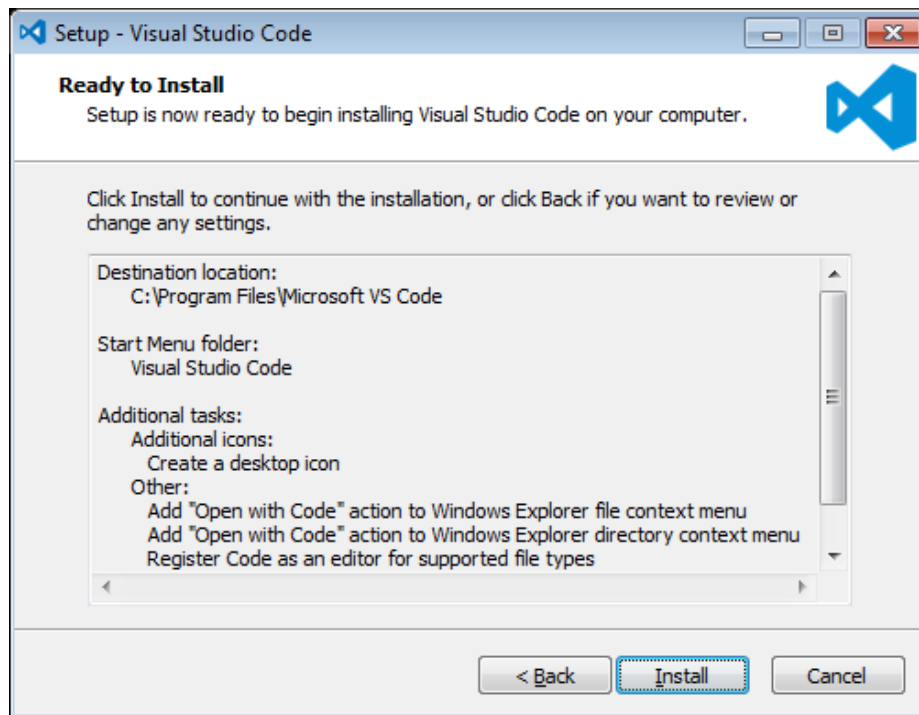 Setup - Visual Studio Code
Ready to Install
Setup is now ready to begin installing Visual Studio Code on your computer.
Click Install to continue with the installation, or click Back if you want to review or
change any settings.
Destination location:
C:\Program Files\Microsoft VS Code
Start Menu folder:
Visual Studio Code
Additional tasks:
Additional icons:
Create a desktop icon
Other:
Add "Open with Code" action to Windows Explorer file context menu
Add "Open with Code" action to Windows Explorer directory context menu
Register Code as an editor for supported file types
< Back Install Cancel